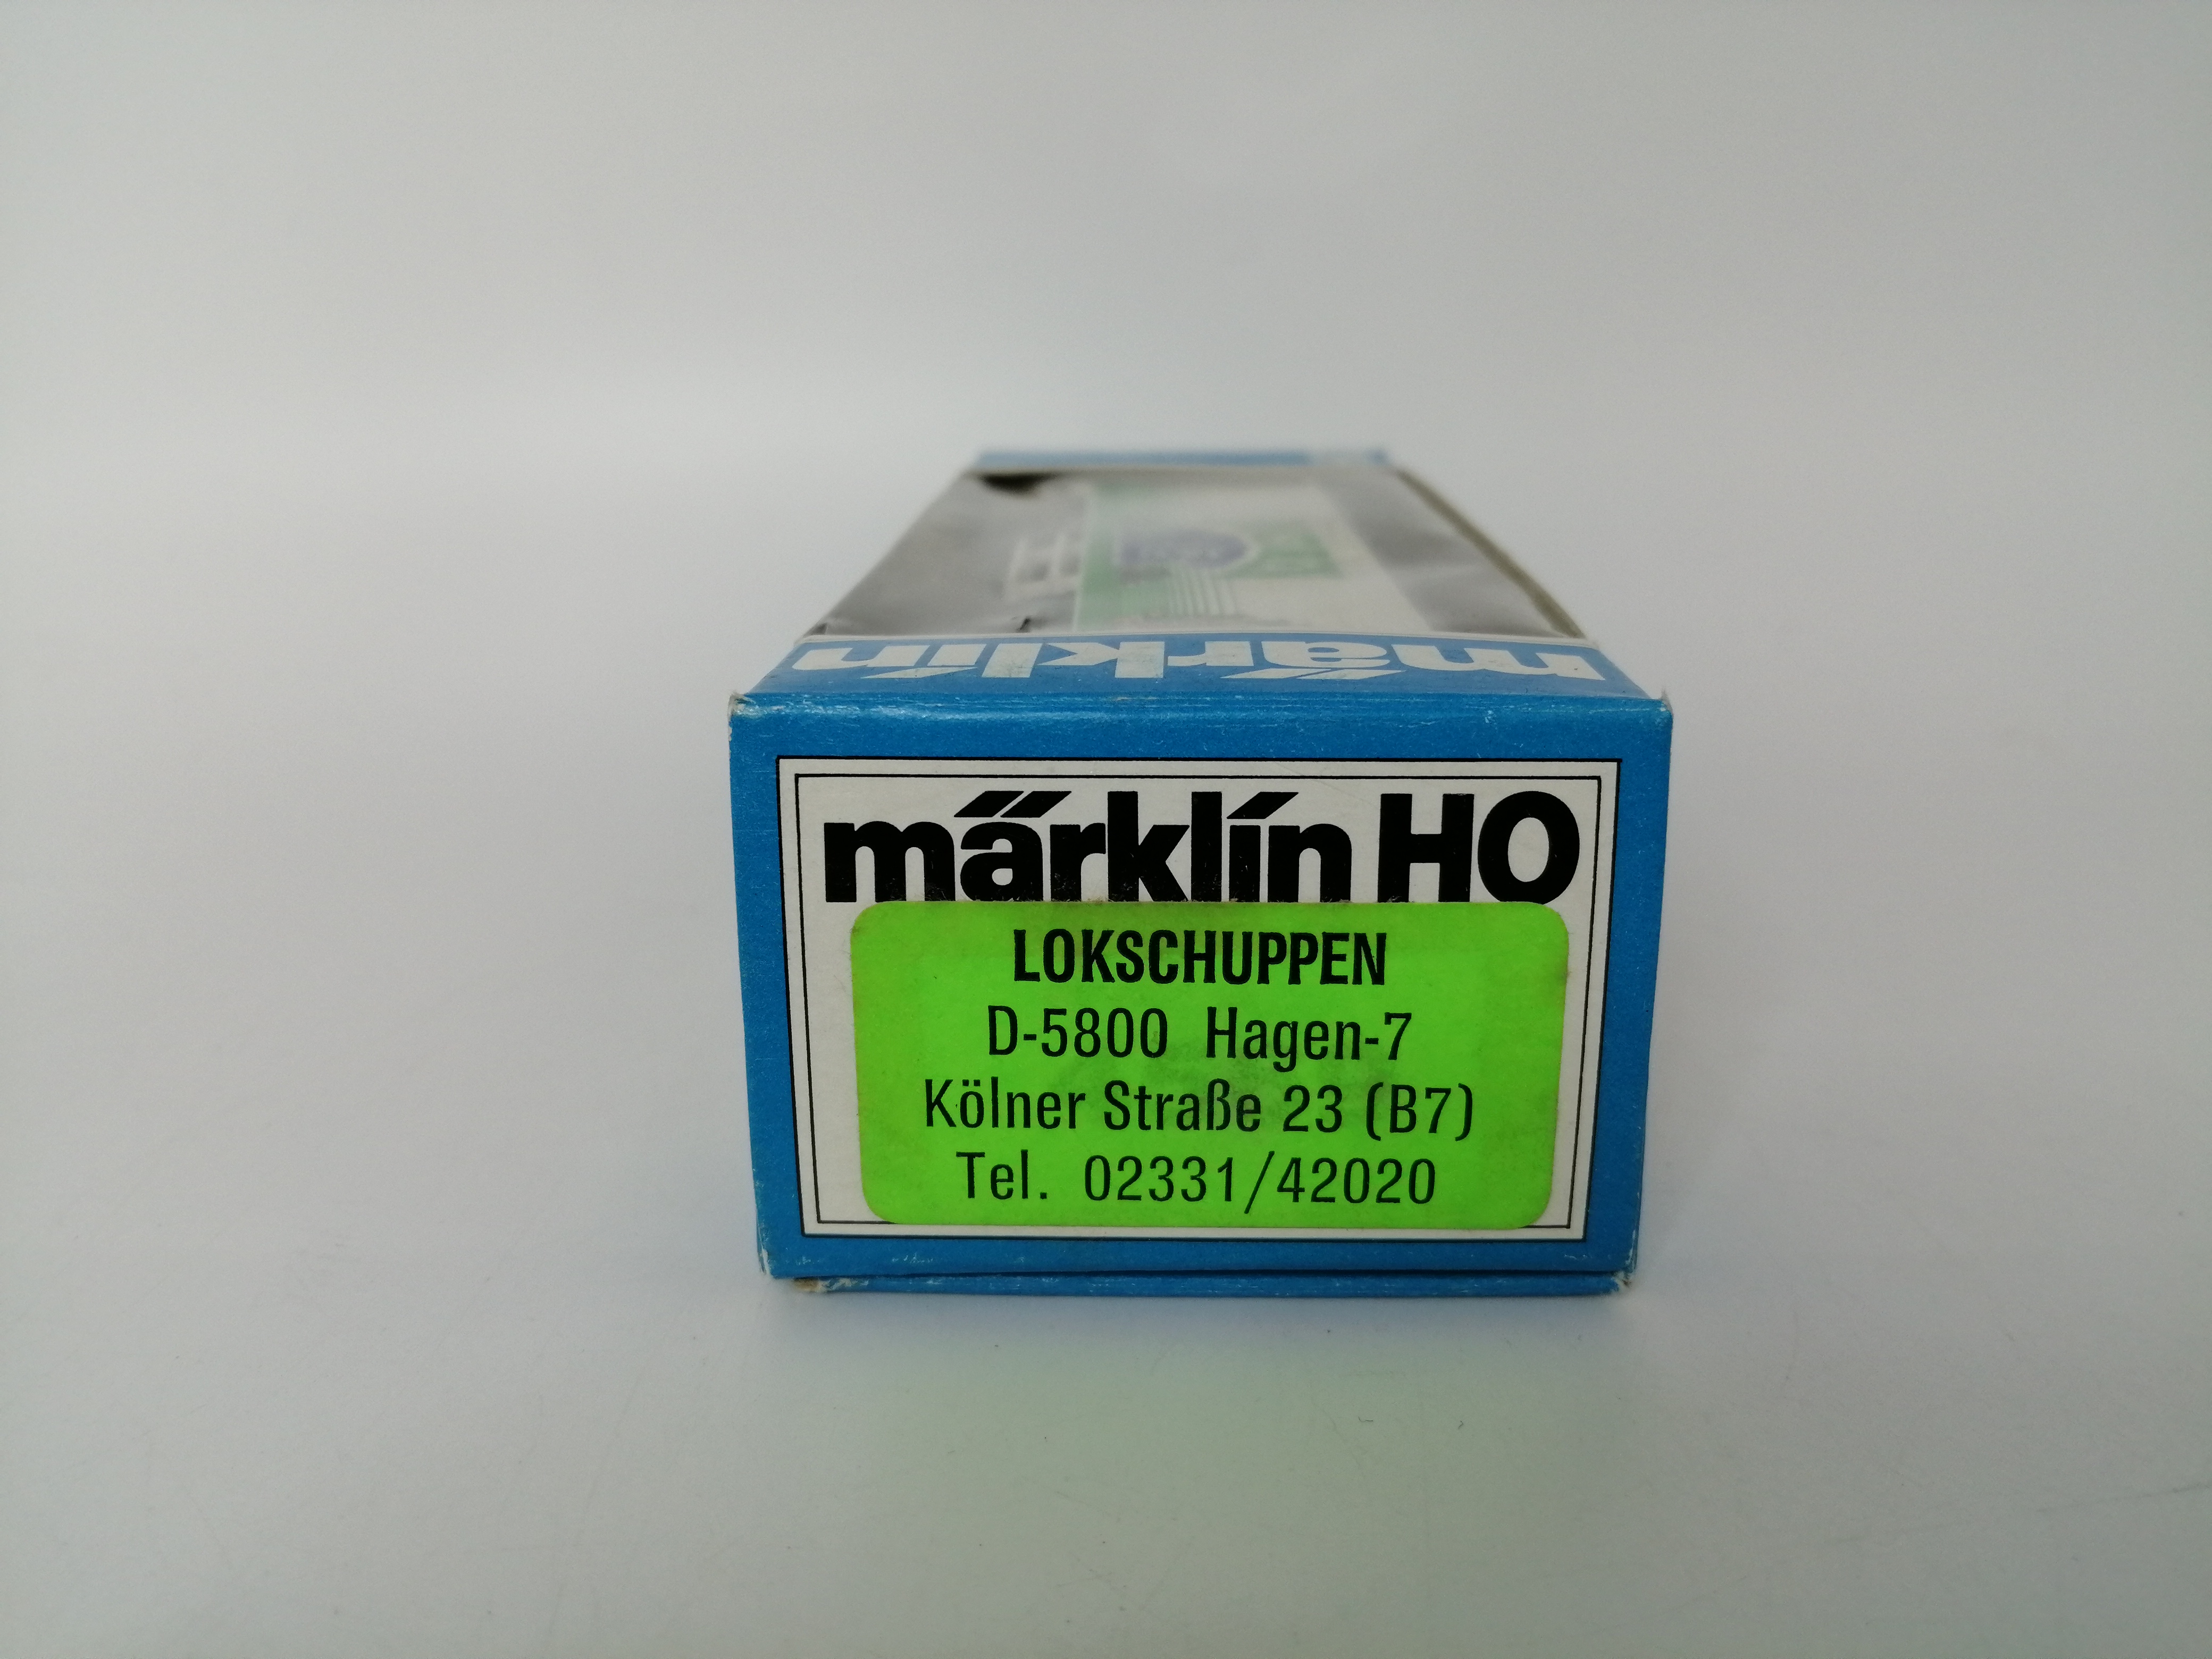 märklin
märklin HO
LOKSCHUPPEN
D-5800 Hagen-7
Kölner Straße 23 (B7)
Tel. 02331/42020